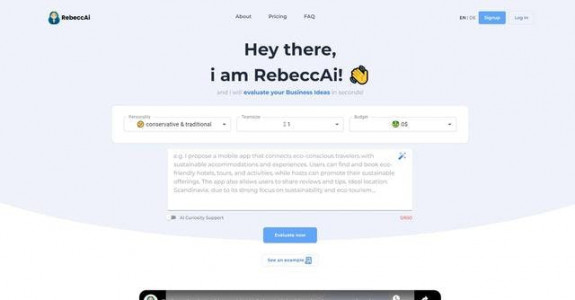 RebeccAi
About
Pricing
FAQ
EN | DE
Signup
Log in
Hey there,
i am RebeccAi!
and i will evaluate your Business Ideas in seconds!
Personality
conservative & traditional
Teamsize
1
Budget
0$
e.g. I propose a mobile app that connects eco-conscious travelers with
sustainable accommodations and experiences. Users can find and book eco-
friendly hotels, tours, and activities, while hosts can promote their sustainable
offerings. The app also allows users to share reviews and tips. Ideal location:
Scandinavia, due to its strong focus on sustainability and eco tourism...
AI Curiosity Support
Evaluate now
See an example